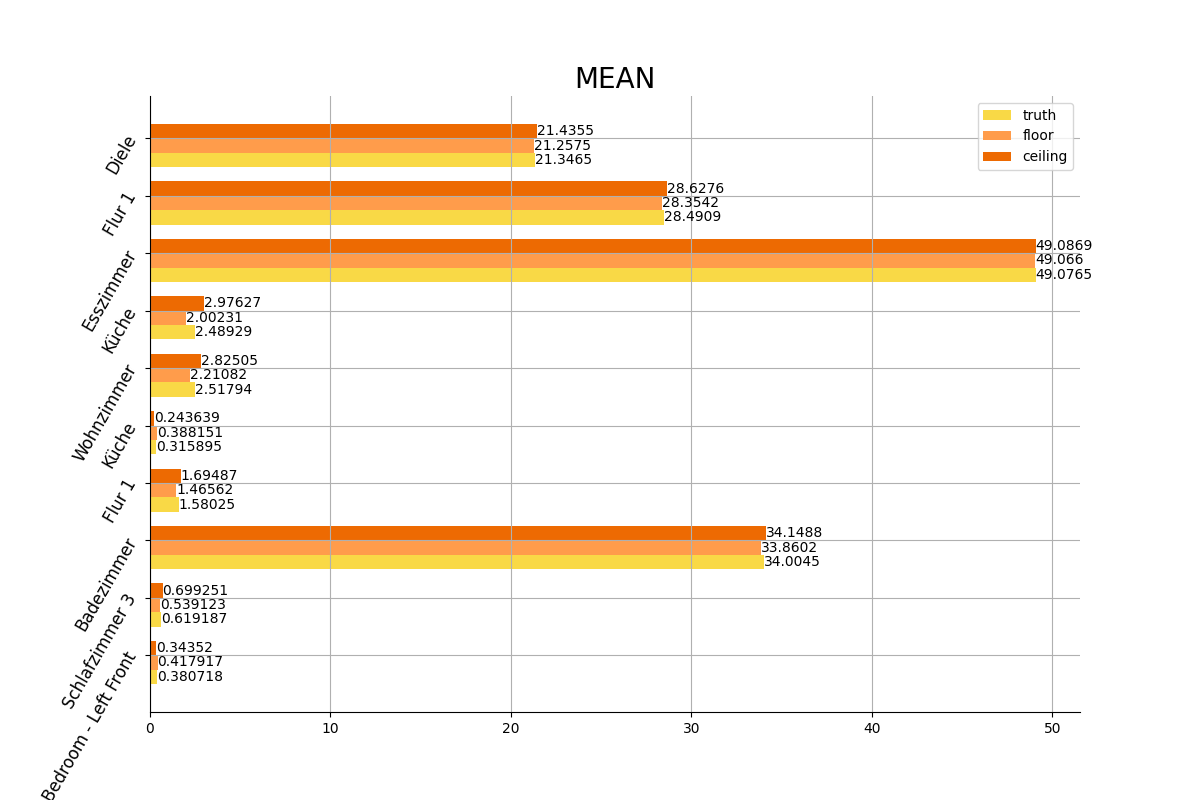 MEAN
truth
floor
ceiling
Diele
21.4355
21.2575
21.3465
Flur 1
28.6276
28.3542
28.4909
Esszimmer
49.0869
49.066
49.0765
Küche
2.97627
2.00231
2.48929
Wohnzimmer
2.82505
2.21082
2.51794
Küche
0.243639
0.388151
0.315895
Flur 1
1.69487
1.46562
1.58025
Badezimmer
34.1488
33.8602
34.0045
Schlafzimmer 3
0.699251
0.539123
0.619187
Bedroom - Left Front
0.34352
0.417917
0.380718
0 10 20 30 40 50